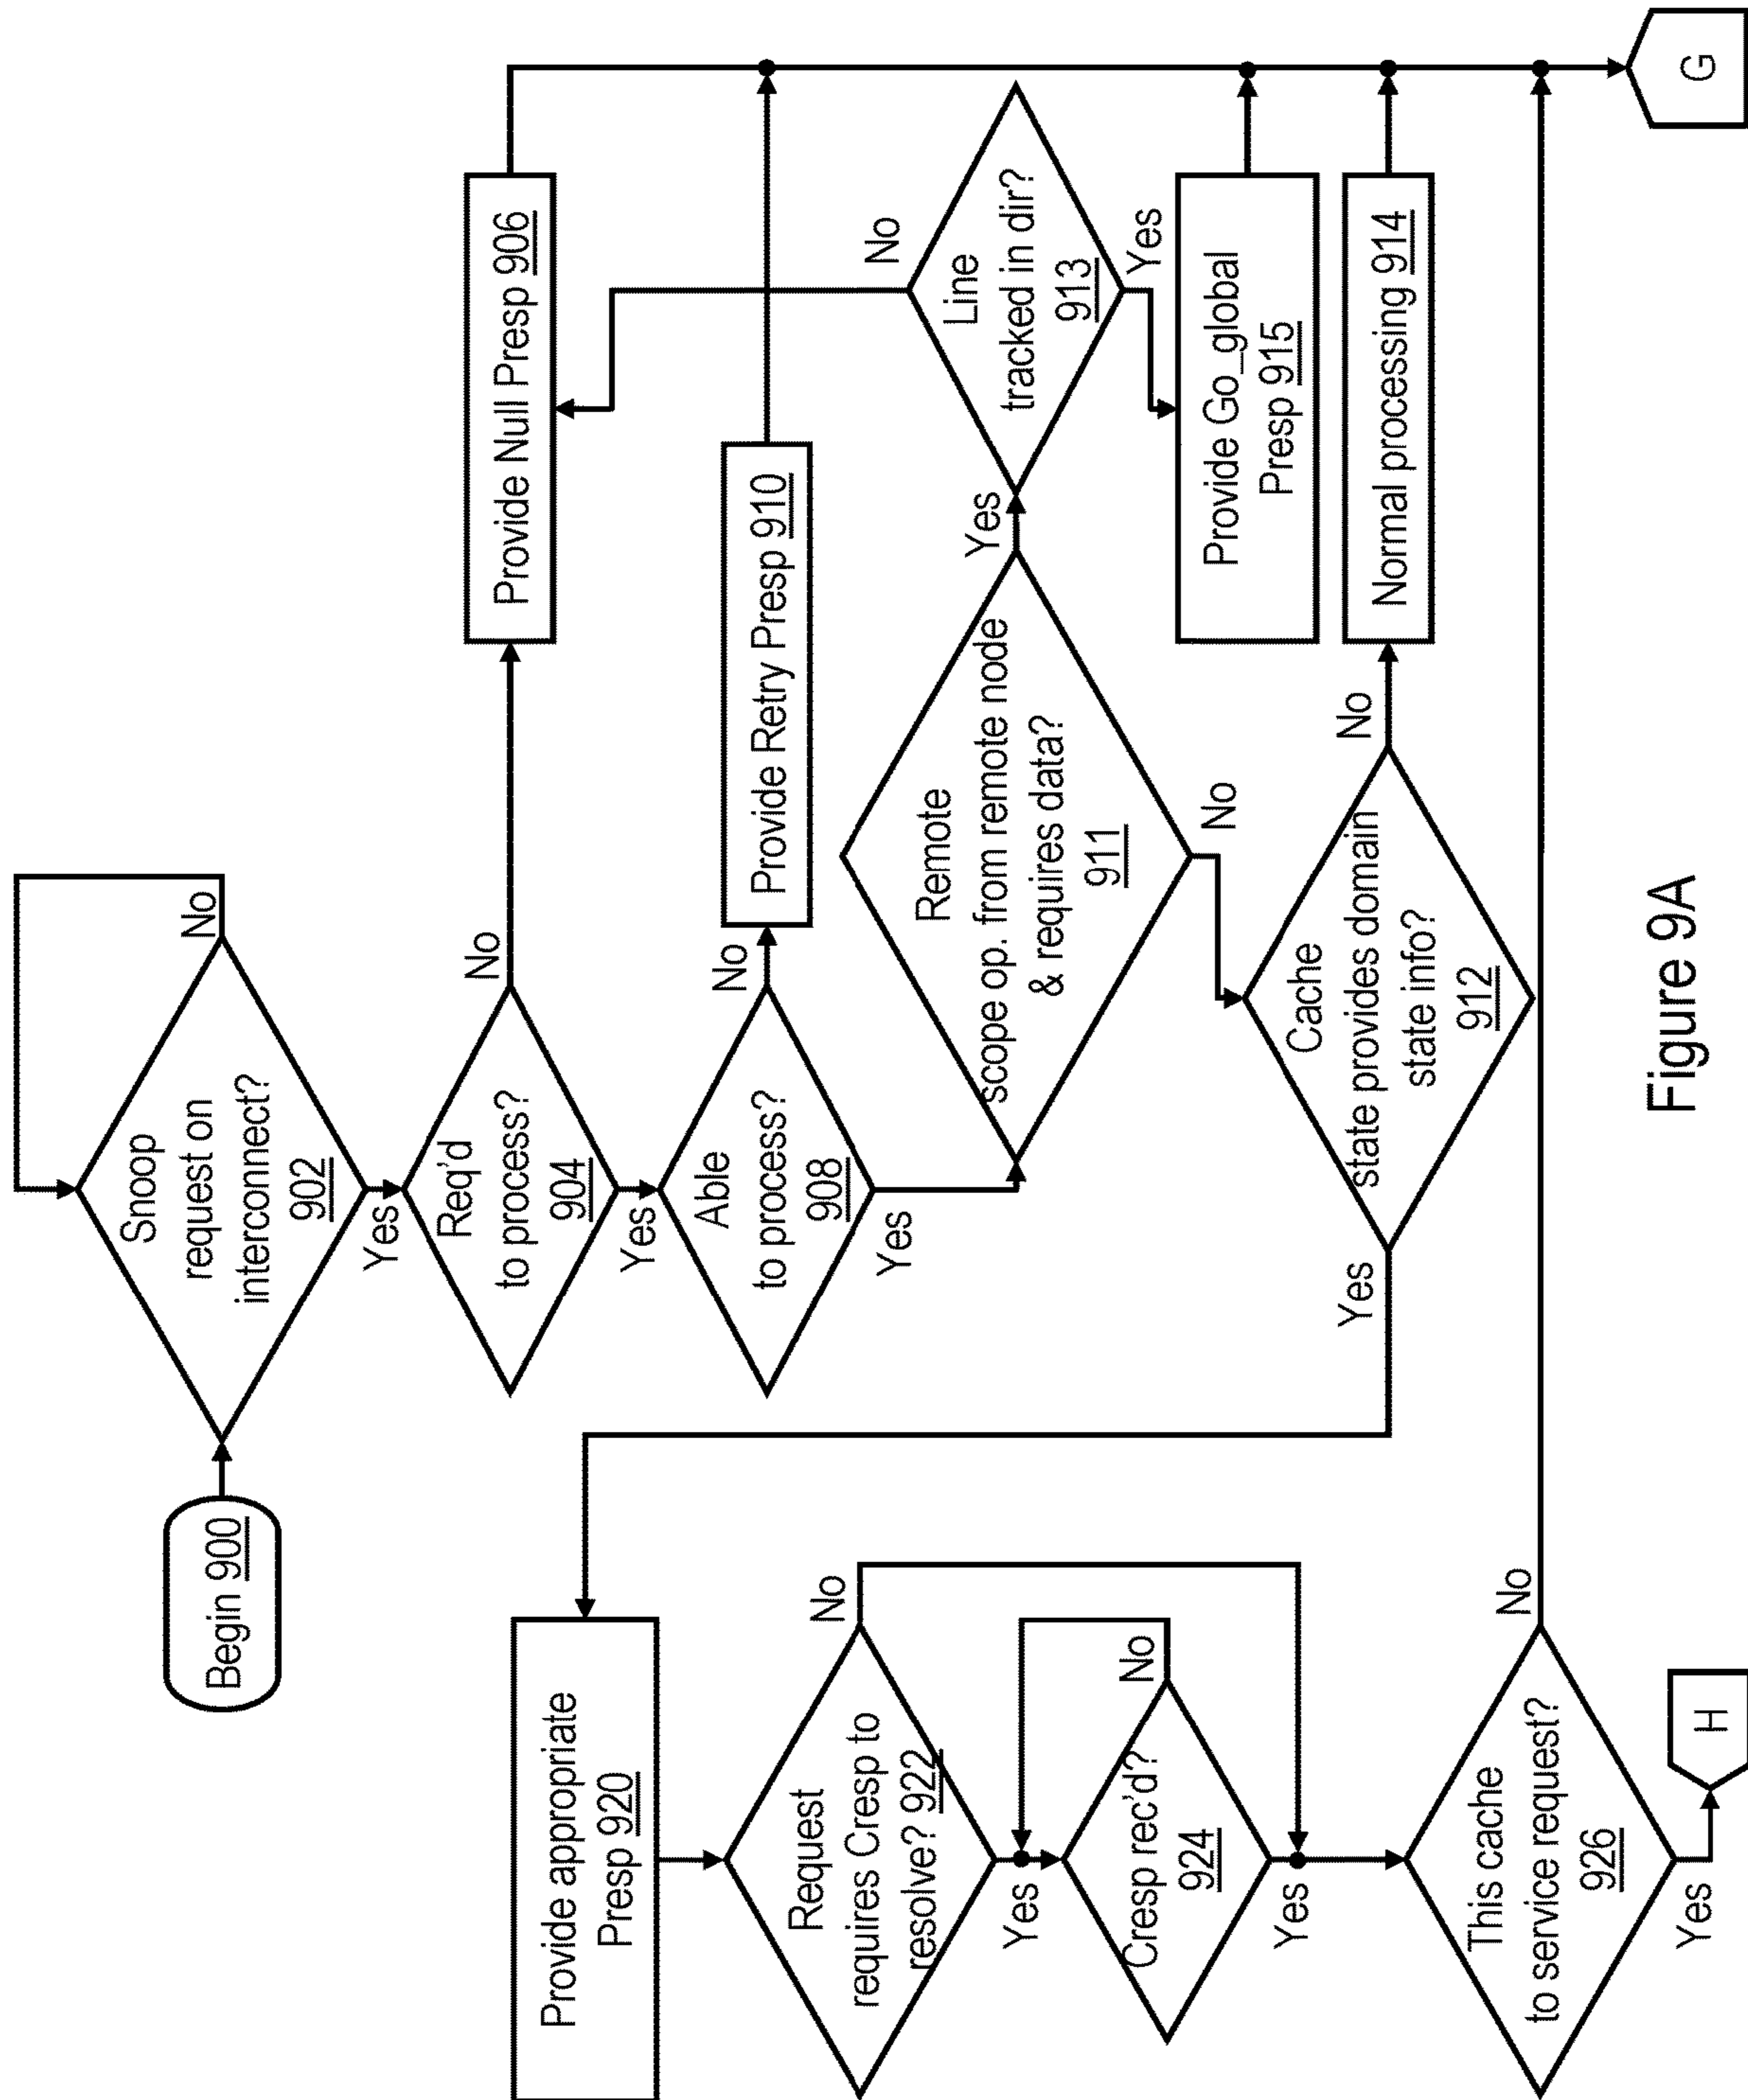 Begin 900
Snoop
request on
interconnect?
902
No
Yes
Req'd
to process?
904
No
Provide Null Presp 906
Yes
Able
to process?
908
No
Provide Retry Presp 910
Yes
Remote
scope op. from remote node
& requires data?
911
Yes
Line
tracked in dir?
913
No
Yes
Provide Go_global
Presp 915
No
Cache
state provides domain
state info?
912
No
Normal processing 914
Yes
Provide appropriate
Presp 920
Request
requires Cresp to
resolve? 922
No
Yes
Cresp rec'd?
924
No
Yes
This cache
to service request?
926
No
Yes
H
G
Figure 9A